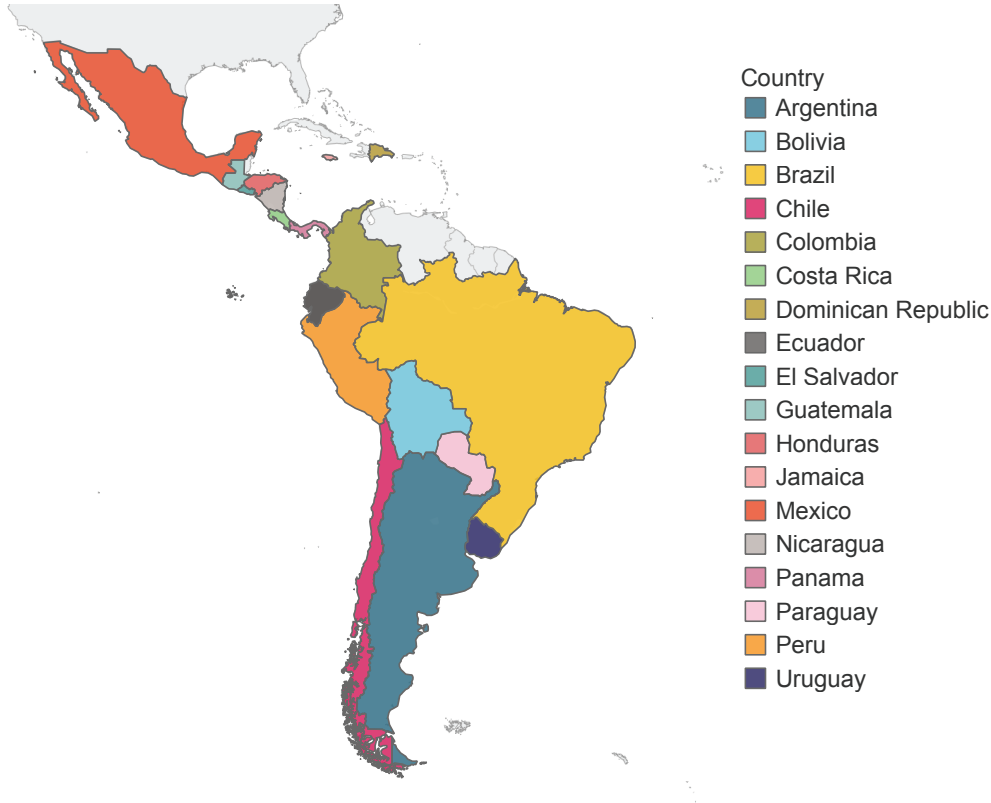 Country
Argentina
Bolivia
Brazil
Chile
Colombia
Costa Rica
Dominican Republic
Ecuador
El Salvador
Guatemala
Honduras
Jamaica
Mexico
Nicaragua
Panama
Paraguay
Peru
Uruguay